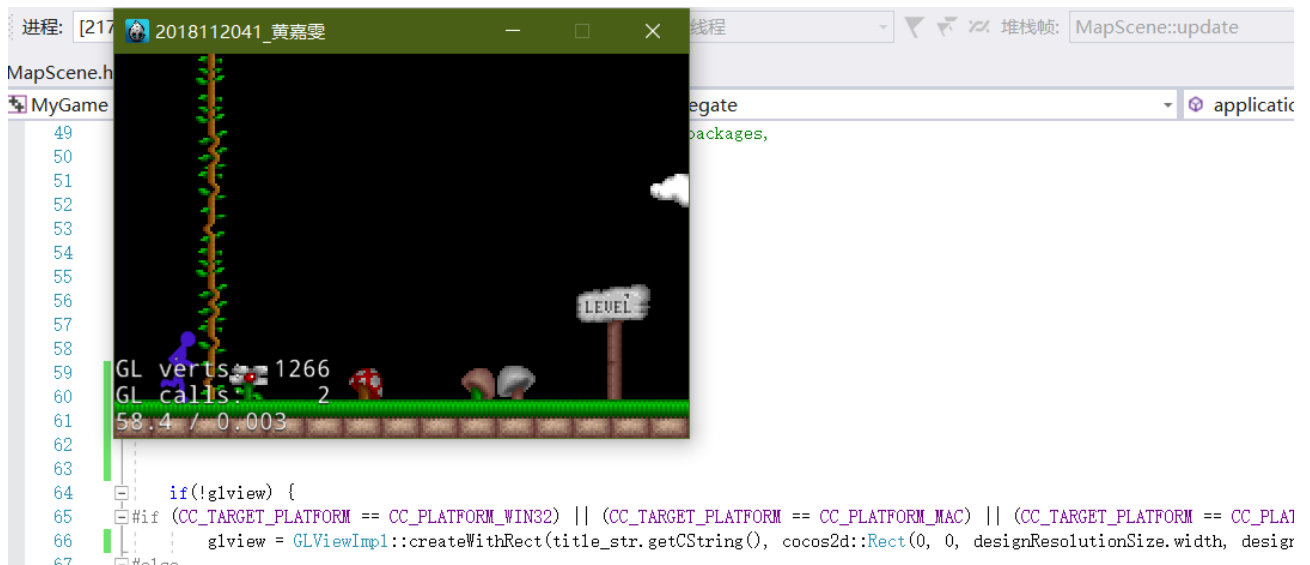 进程: [217 线程 堆栈帧: MapScene::update
2018112041_黄嘉雯
MapScene.h
MyGame egate applicatio
49 packages,
50
51
52
53
54
55
56
57
58
59
60
61
62
63
64 if(!glview) {
65 #if (CC_TARGET_PLATFORM == CC_PLATFORM_WIN32) || (CC_TARGET_PLATFORM == CC_PLATFORM_MAC) || (CC_TARGET_PLATFORM == CC_PLAT
66 glview = GLViewImpl::createWithRect(title_str.getCString(), cocos2d::Rect(0, 0, designResolutionSize.width, design
67 #else
LEVEL
GL verts: 1266
GL calls: 2
58.4 / 0.003